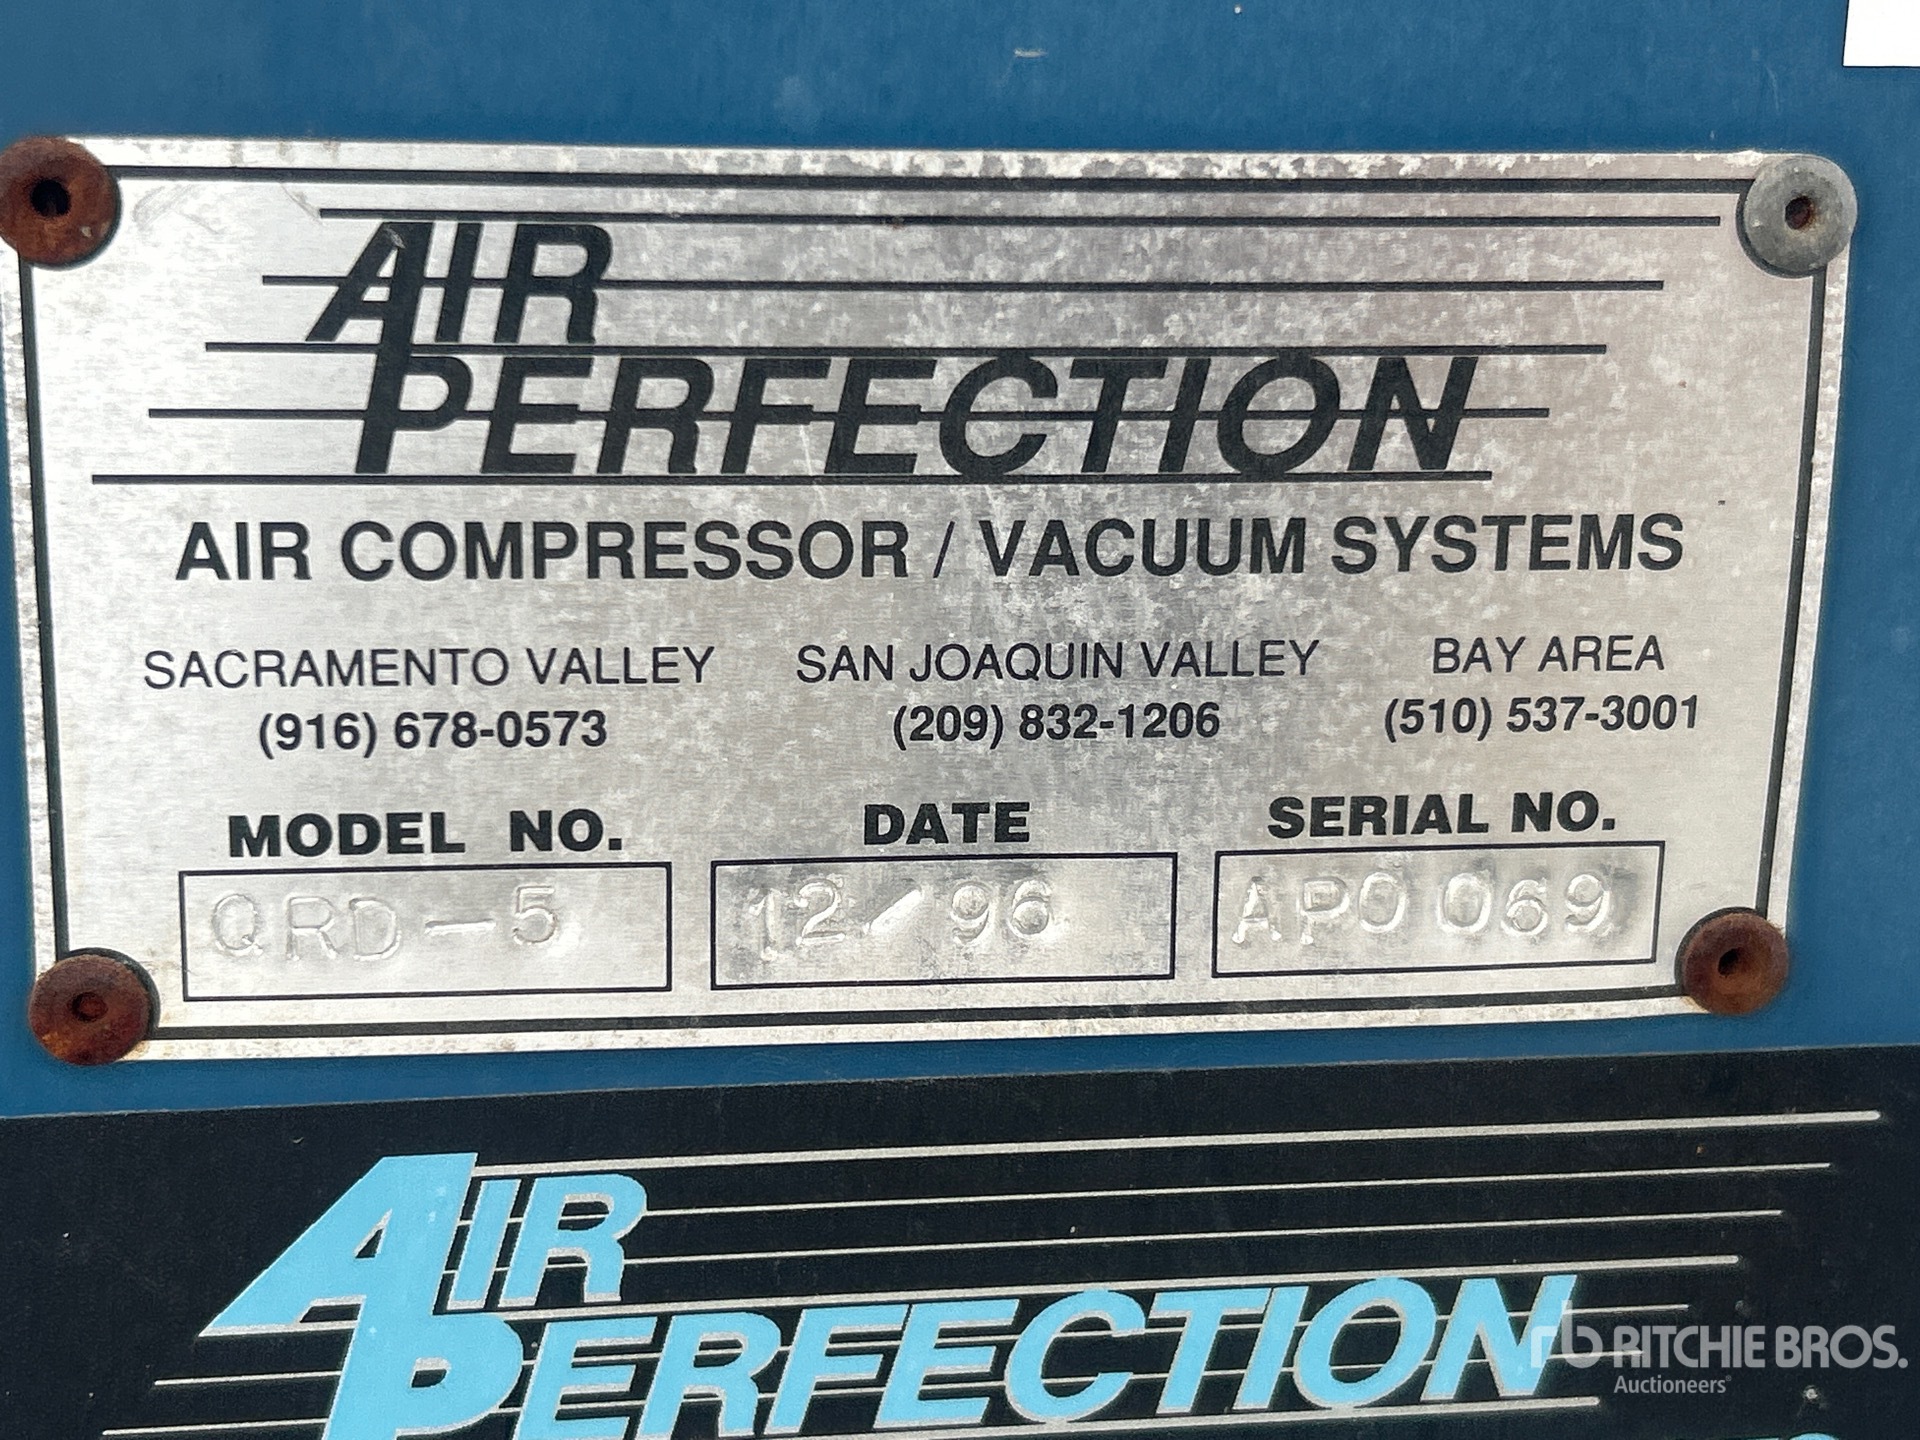 AIR
PERFECTION
AIR COMPRESSOR / VACUUM SYSTEMS
SACRAMENTO VALLEY SAN JOAQUIN VALLEY BAY AREA
(916) 678-0573 (209) 832-1206 (510) 537-3001
MODEL NO. DATE SERIAL NO.
QRD-5 12/96 AP0069
AIR
PERFECTION
rb RITCHIE BROS.
Auctioneers